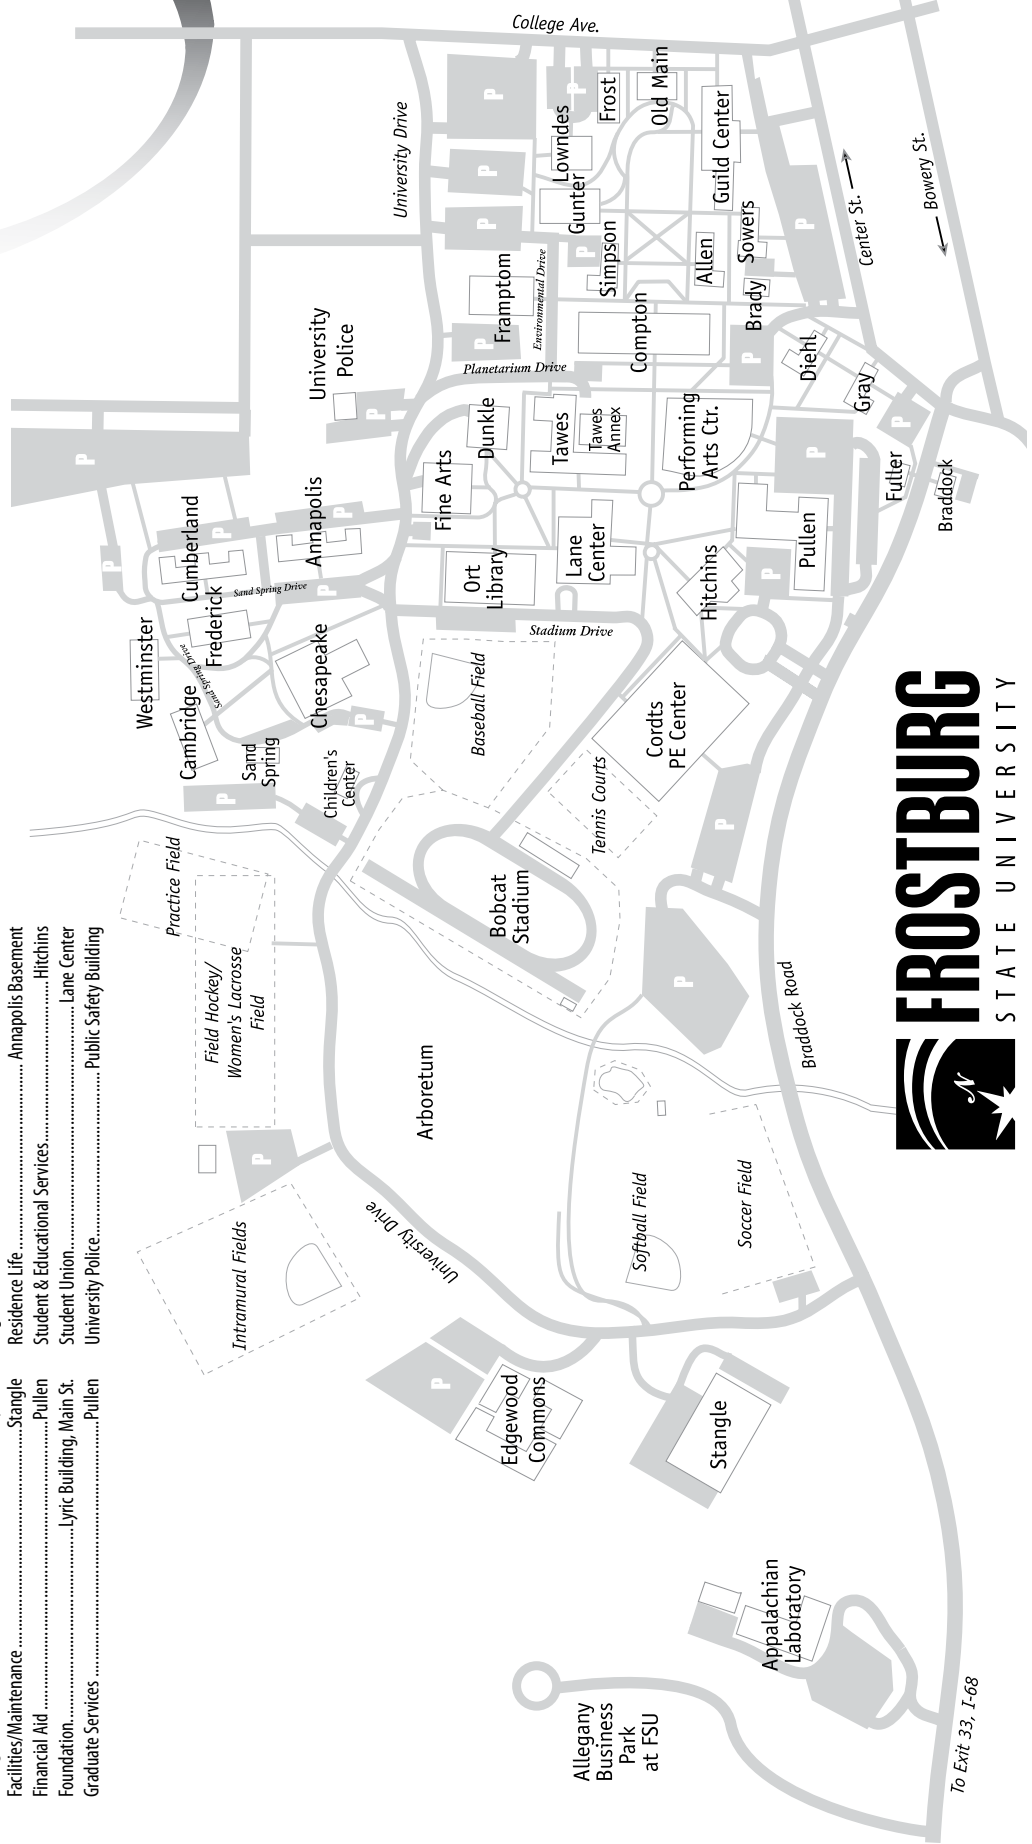 Facilities/Maintenance ........ Stangle
Financial Aid ........ Pullen
Foundation ........ Lyric Building, Main St.
Graduate Services ........ Pullen
Residence Life ........ Annapolis Basement
Student & Educational Services ........ Hitchins
Student Union ........ Lane Center
University Police ........ Public Safety Building
Intramural Fields
P
Field Hockey/
Women's Lacrosse
Field
Practice Field
P
Cambridge
Westminster
Sand
Spring
Sand Spring Drive
Frederick
Cumberland
P
P
P
Sand Spring Drive
Chesapeake
P
Children's
Center
P
Annapolis
P
University
Police
P
University Drive
University Drive
College Ave.
Arboretum
Baseball Field
Ort
Library
Fine Arts
Dunkle
P
Framptom
P
P
P
Planetarium Drive
Environmental Drive
Edgewood
Commons
P
Bobcat
Stadium
Stadium Drive
Lane
Center
Tawes
Tawes
Annex
Gunter
Lowndes
P
P
Simpson
Frost
Allegany
Business
Park
at FSU
Tennis Courts
Softball Field
P
Cordts
PE Center
Compton
Old Main
Stangle
Soccer Field
P
Hitchins
P
Performing
Arts Ctr.
P
Allen
Guild Center
Brady
Sowers
Appalachian
Laboratory
Pullen
P
Diehl
P
Gray
P
Center St.
Braddock Road
Fuller
Braddock
Bowery St.
To Exit 33, I-68
N
FROSTBURG
STATE UNIVERSITY